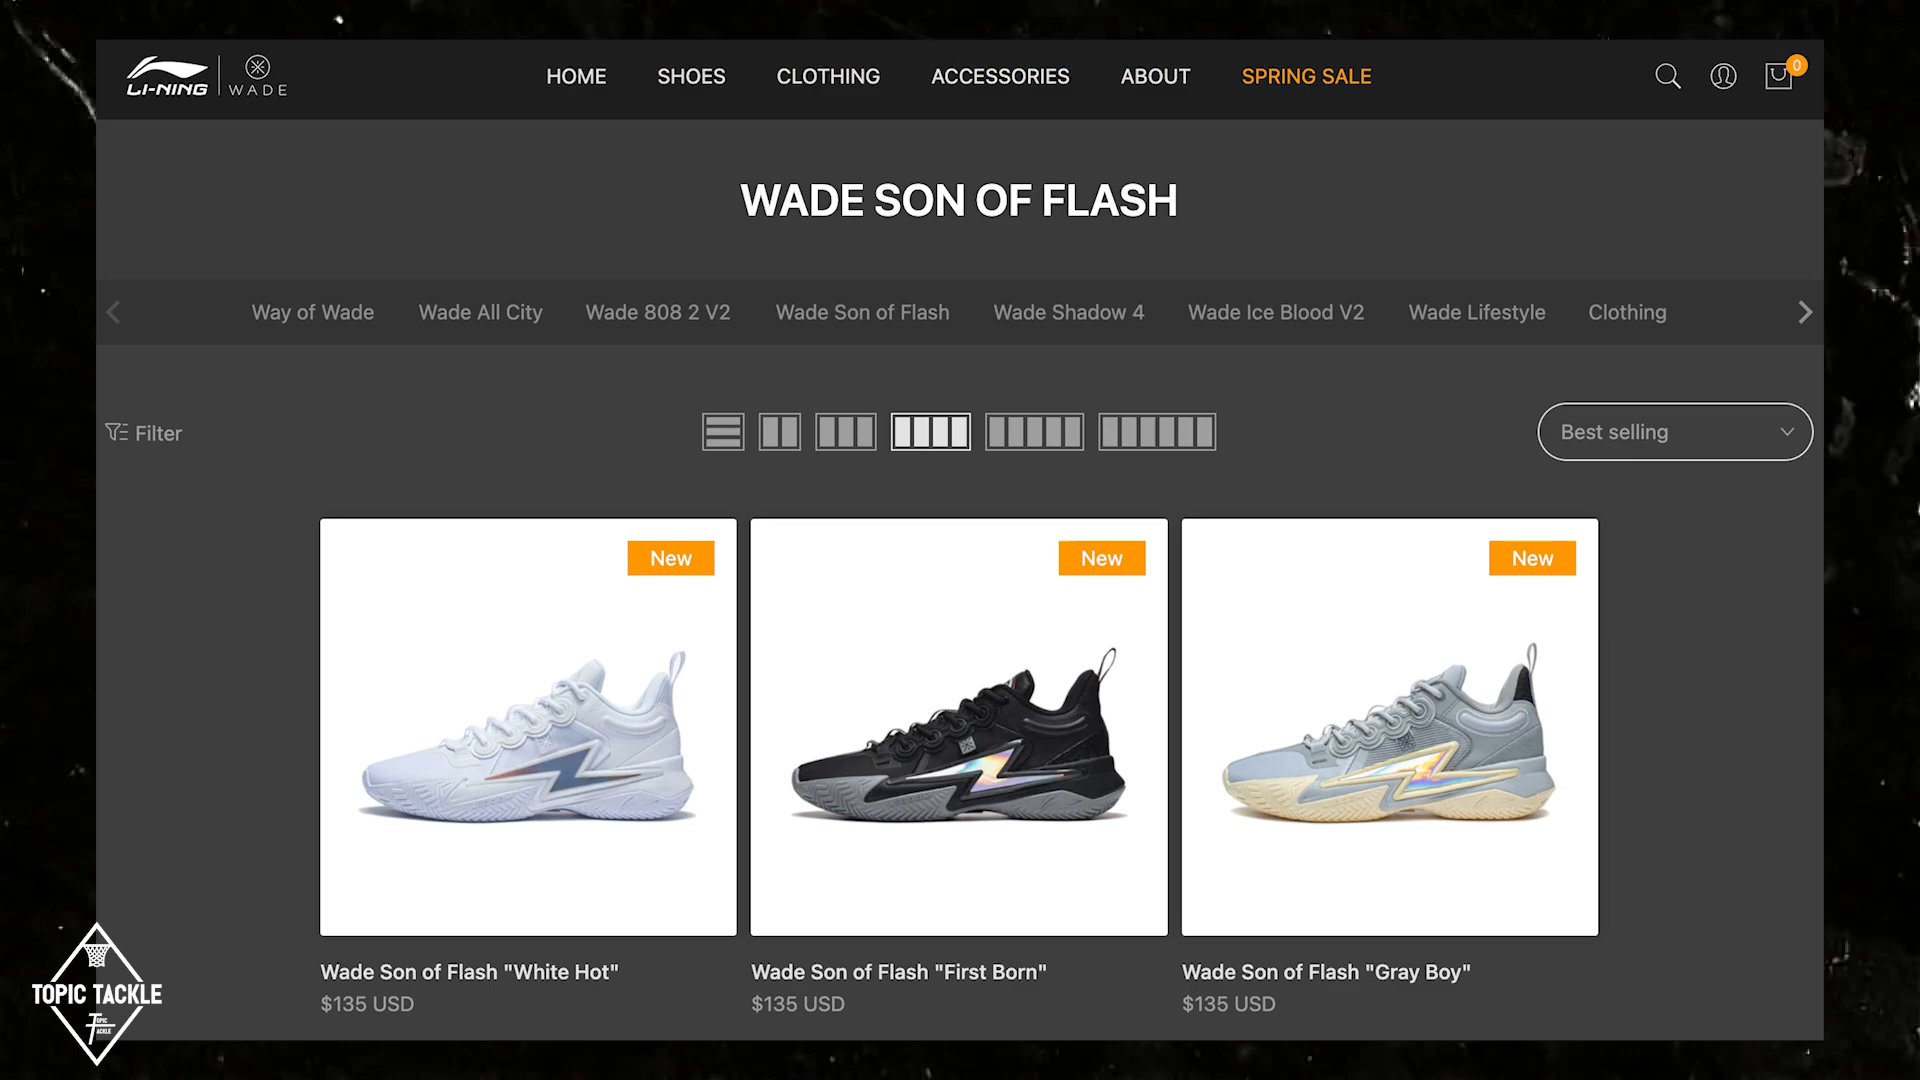 LI-NING
WADE
HOME SHOES CLOTHING ACCESSORIES ABOUT SPRING SALE
0
WADE SON OF FLASH
Way of Wade Wade All City Wade 808 2 V2 Wade Son of Flash Wade Shadow 4 Wade Ice Blood V2 Wade Lifestyle Clothing
Filter
Best selling
New New New
Wade Son of Flash "White Hot" Wade Son of Flash "First Born" Wade Son of Flash "Gray Boy"
$135 USD $135 USD $135 USD
TOPIC TACKLE
TOPIC
TACKLE